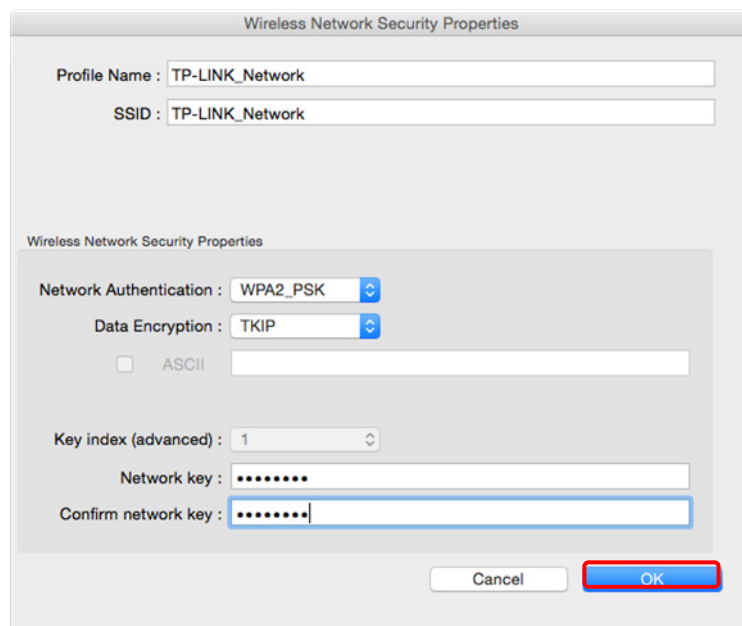 Wireless Network Security Properties
Profile Name : TP-LINK_Network
SSID : TP-LINK_Network
Wireless Network Security Properties
Network Authentication : WPA2_PSK
Data Encryption : TKIP
ASCII
Key index (advanced) : 1
Network key : ••••••••
Confirm network key : ••••••••
Cancel OK